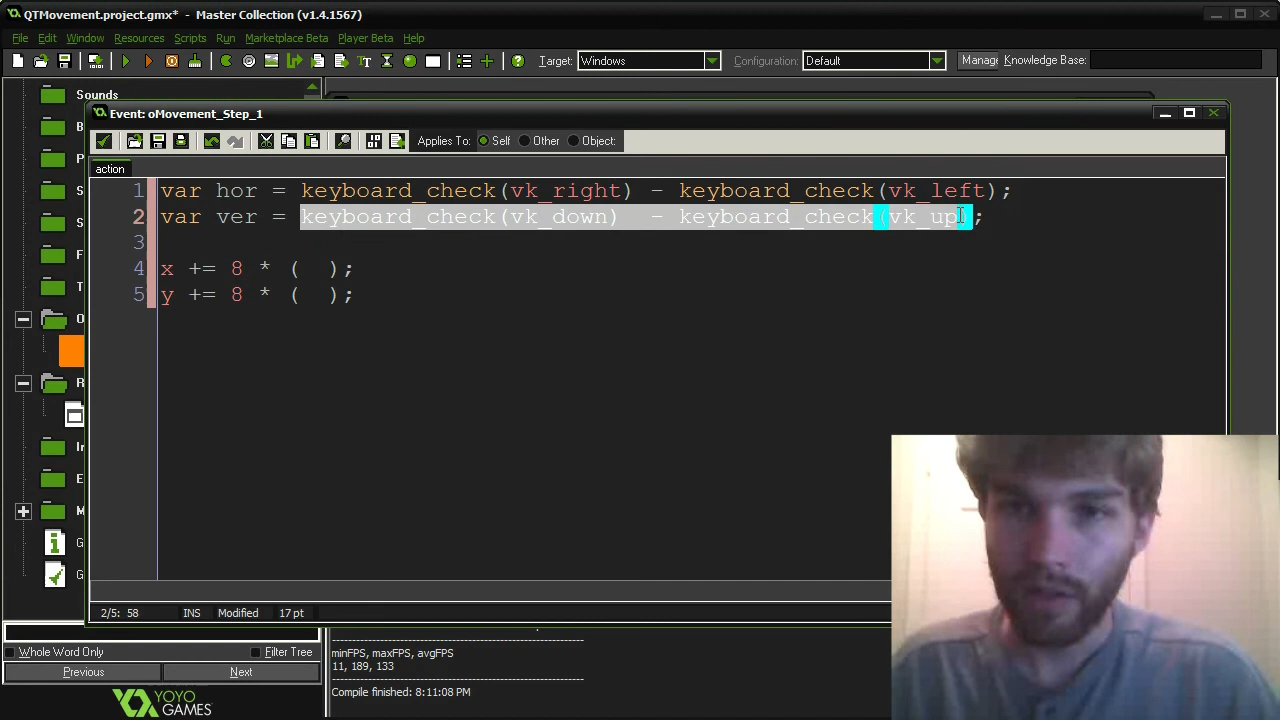 QTMovement.project.gmx* - Master Collection (v1.4.1567)
File Edit Window Resources Scripts Run Marketplace Beta Player Beta Help
Target: Windows Configuration: Default Manag Knowledge Base:
Sounds
Event: oMovement_Step_1
Applies To: Self Other Object:
action
1 var hor = keyboard_check(vk_right) - keyboard_check(vk_left);
2 var ver = keyboard_check(vk_down) - keyboard_check(vk_up);
3
4 x += 8 * ( );
5 y += 8 * ( );
2/5: 58 INS Modified 17 pt
Whole Word Only Filter Tree
Previous Next
YOYO
GAMES
minFPS, maxFPS, avgFPS
11, 189, 133
Compile finished: 8:11:08 PM